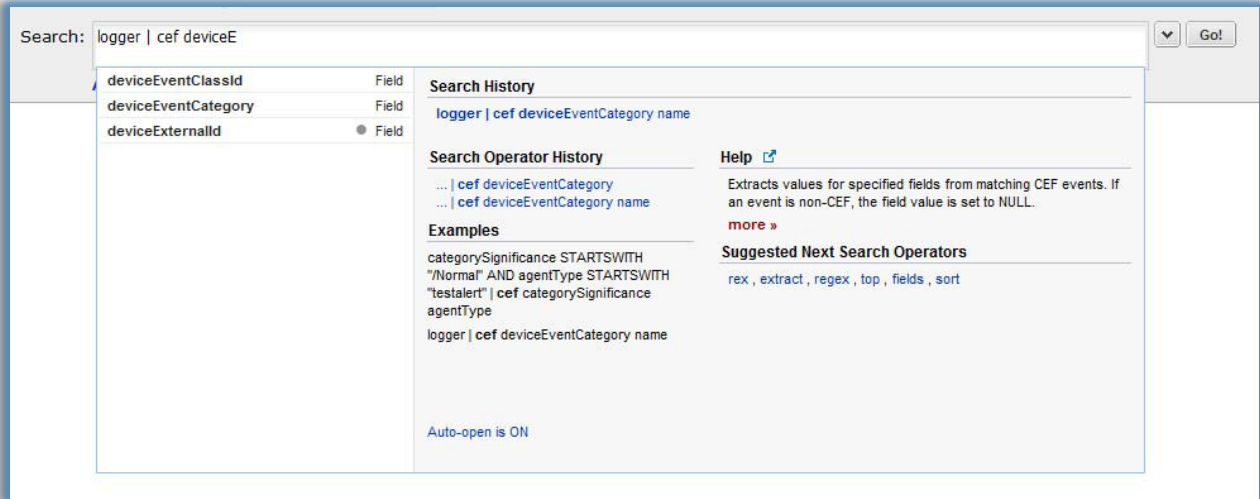 Search: logger | cef deviceE
Go!
deviceEventClassId Field
deviceEventCategory Field
deviceExternalId Field
Search History
logger | cef deviceEventCategory name
Search Operator History
... | cef deviceEventCategory
... | cef deviceEventCategory name
Examples
categorySignificance STARTSWITH
"/Normal" AND agentType STARTSWITH
"testalert" | cef categorySignificance
agentType
logger | cef deviceEventCategory name
Auto-open is ON
Help
Extracts values for specified fields from matching CEF events. If
an event is non-CEF, the field value is set to NULL.
more »
Suggested Next Search Operators
rex , extract , regex , top , fields , sort